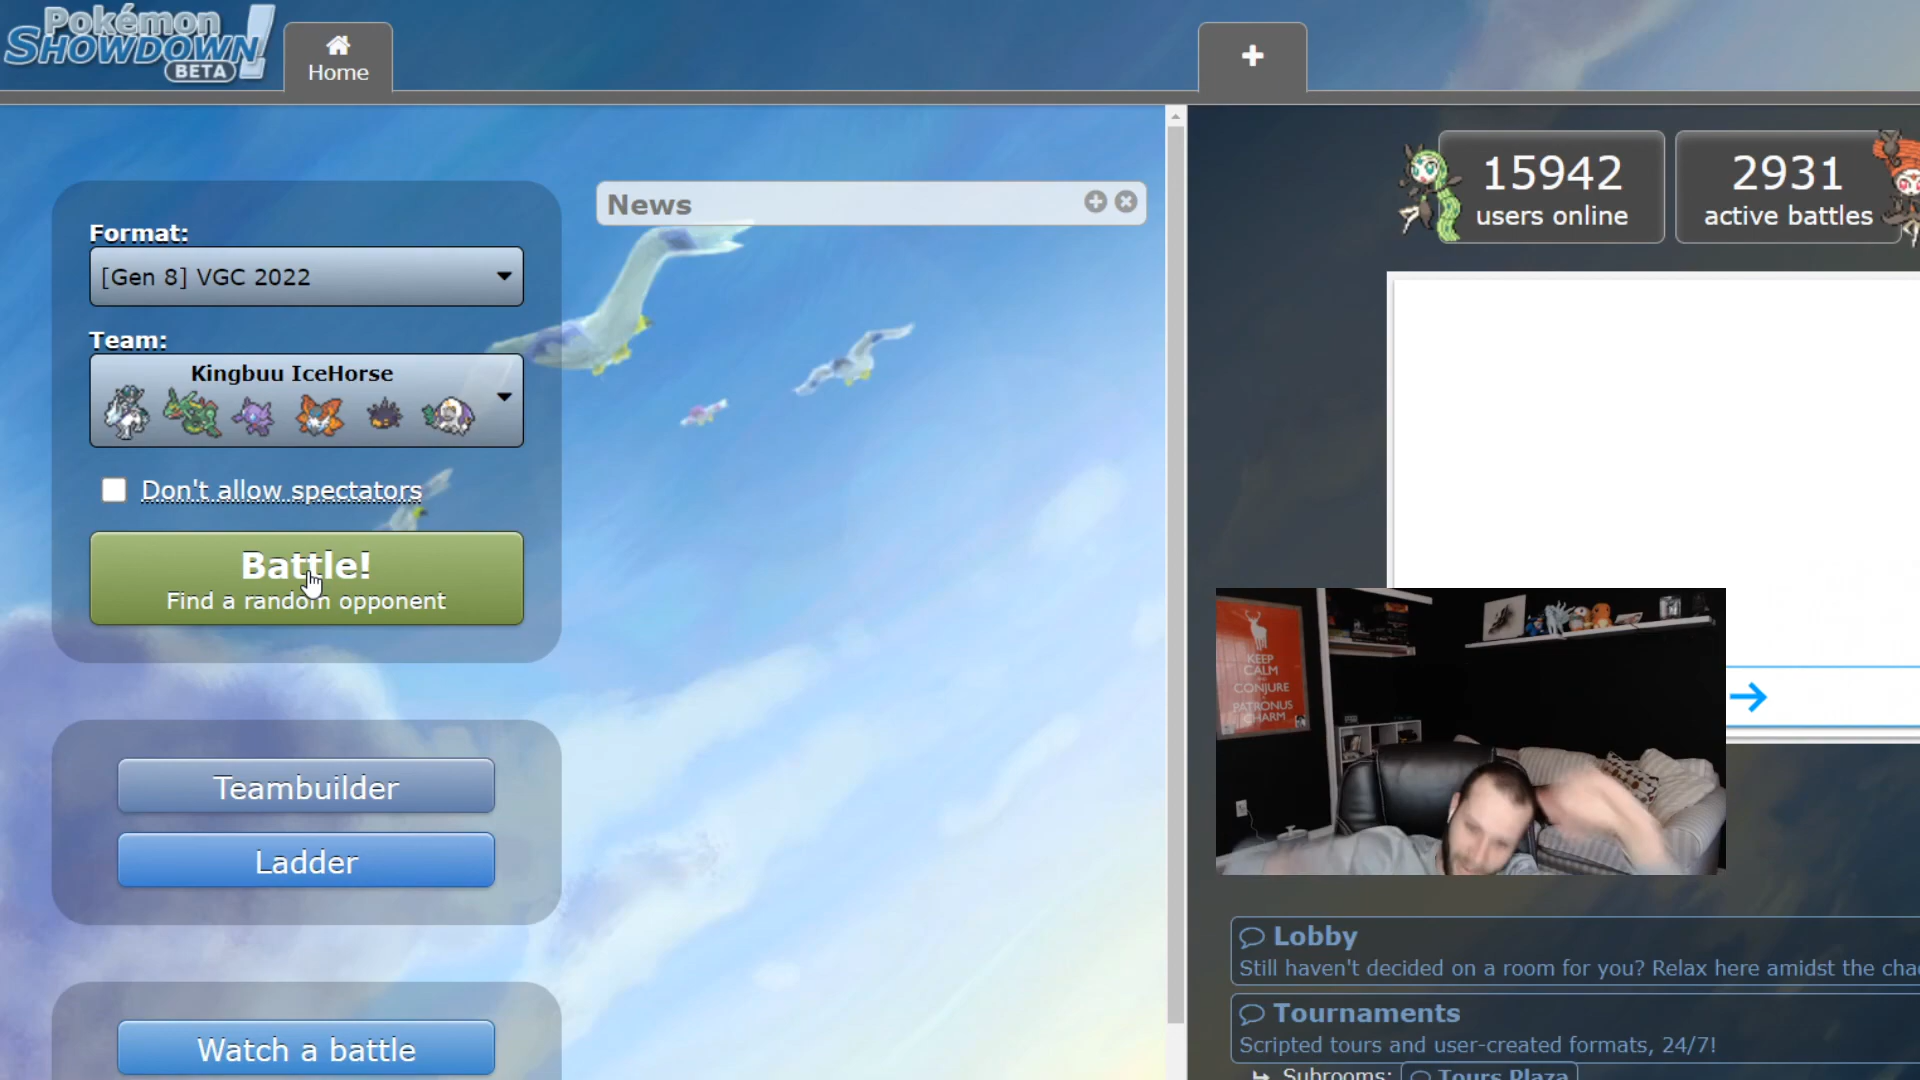 Pokémon
SHOWDOWN!
BETA
Home
Format:
[Gen 8] VGC 2022
Team:
Kingbuu IceHorse
Don't allow spectators
Battle!
Find a random opponent
Teambuilder
Ladder
Watch a battle
News
15942
users online
2931
active battles
KEEP
CALM
CONJURE
PATRONUS
CHARM
Lobby
Still haven't decided on a room for you? Relax here amidst the
Tournaments
Scripted tours and user-created formats, 24/7!
Subrooms: Tours Plaza